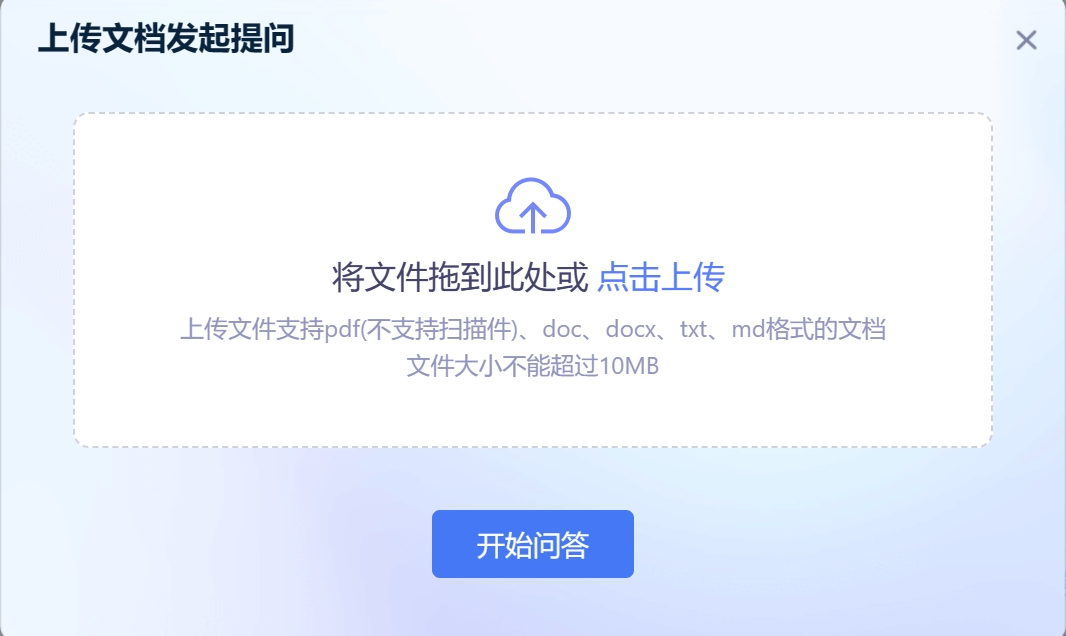 上传文档发起提问
将文件拖到此处或 点击上传
上传文件支持pdf(不支持扫描件)、doc、docx、txt、md格式的文档
文件大小不能超过10MB
开始问答